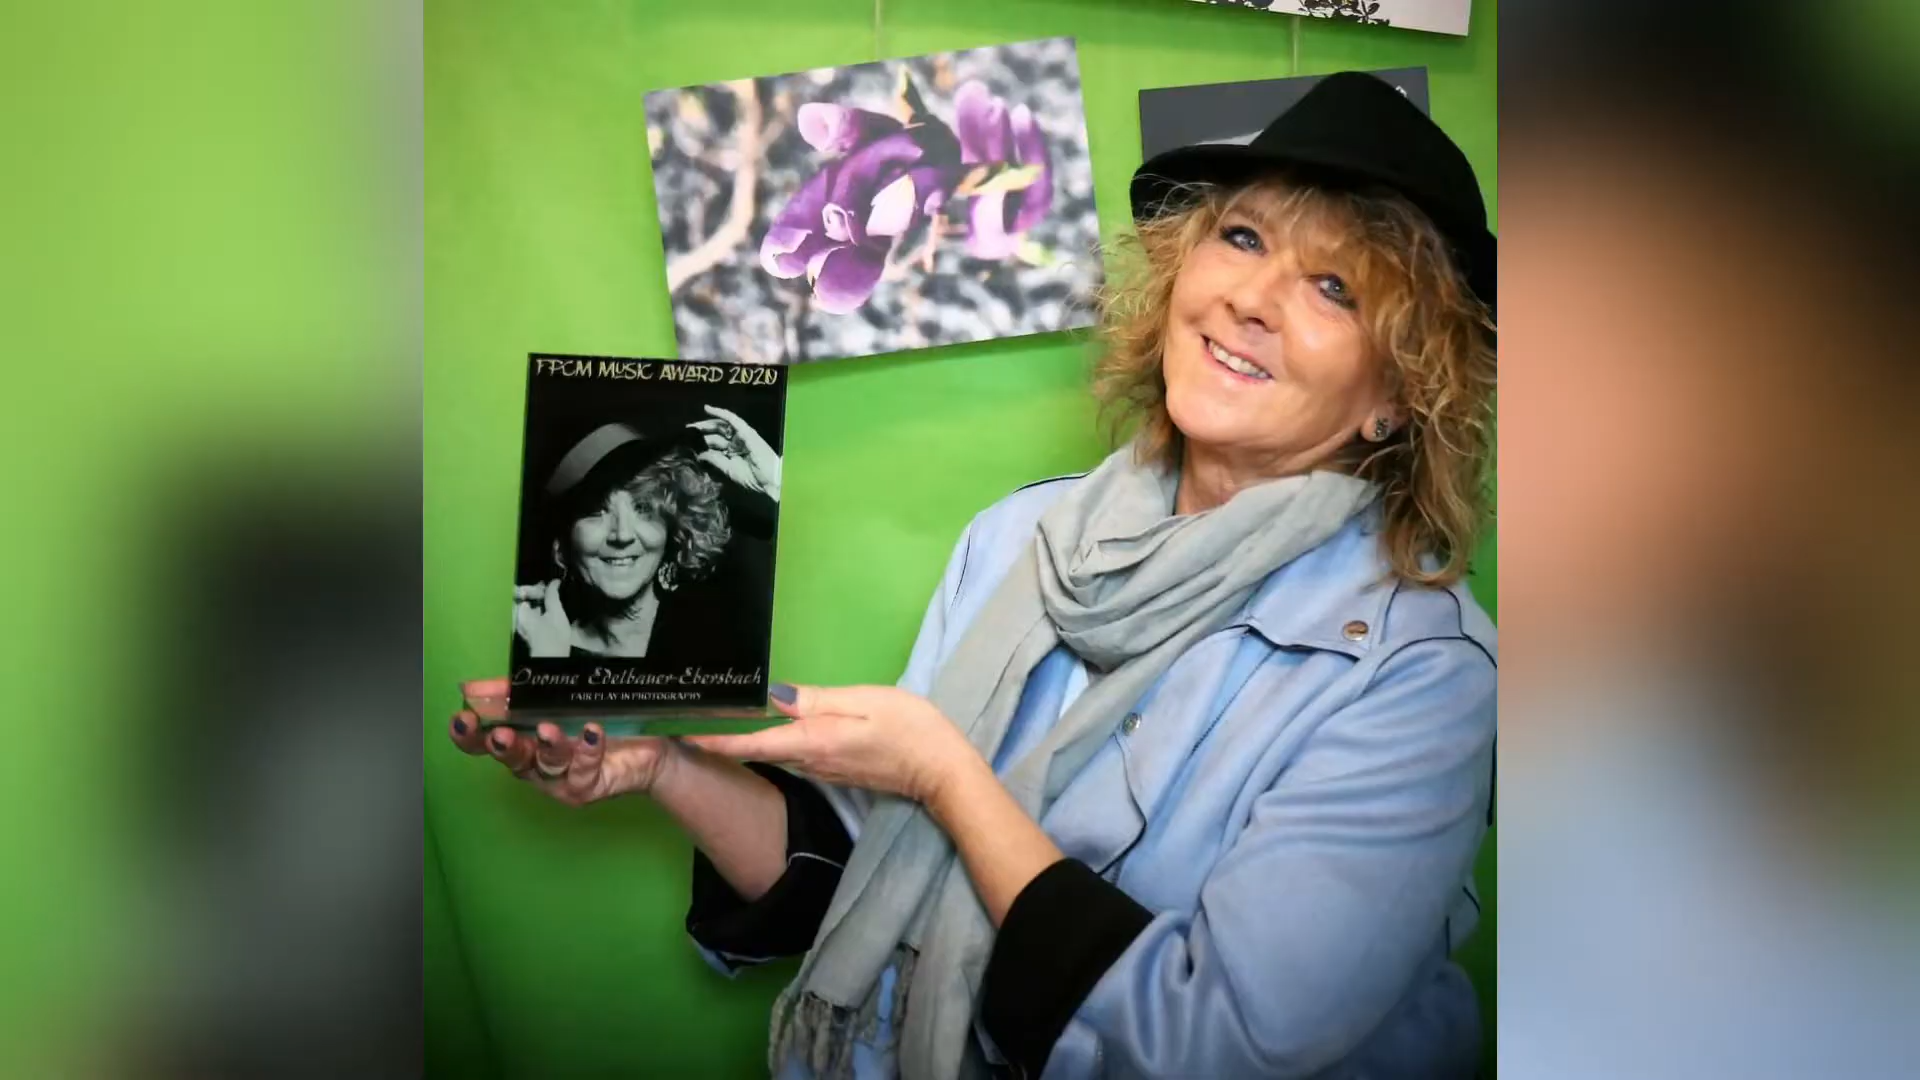 FPCM MUSIC AWARD 2020
Yvonne Edelbauer-Ebersbach
FAIR PLAY IN PHOTOGRAPHY